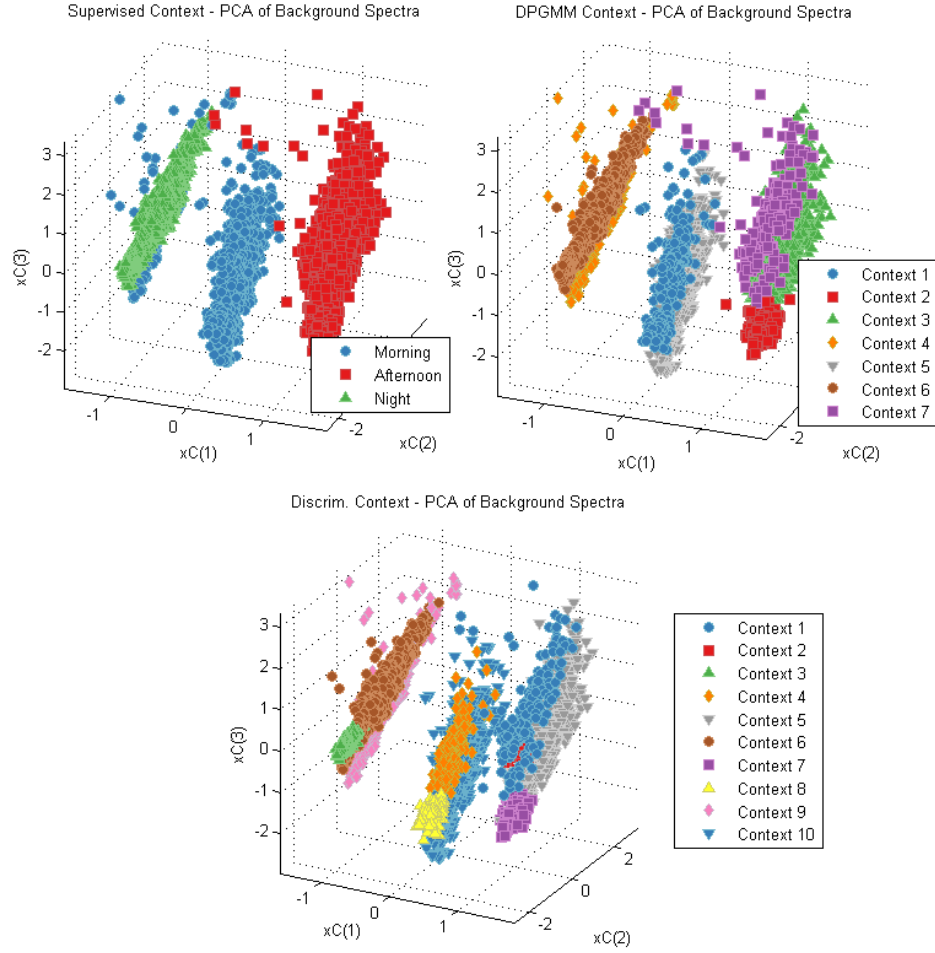 Supervised Context - PCA of Background Spectra
3
2
1
0
-1
-2
xC(3)
-1
0
1
xC(1)
-2
xC(2)
Morning
Afternoon
Night
DPGMM Context - PCA of Background Spectra
3
2
1
0
-1
-2
xC(3)
-1
0
1
xC(1)
-2
xC(2)
Context 1
Context 2
Context 3
Context 4
Context 5
Context 6
Context 7
Discrim. Context - PCA of Background Spectra
3
2
1
0
-1
-2
xC(3)
-1
0
1
xC(1)
-2
0
2
xC(2)
Context 1
Context 2
Context 3
Context 4
Context 5
Context 6
Context 7
Context 8
Context 9
Context 10